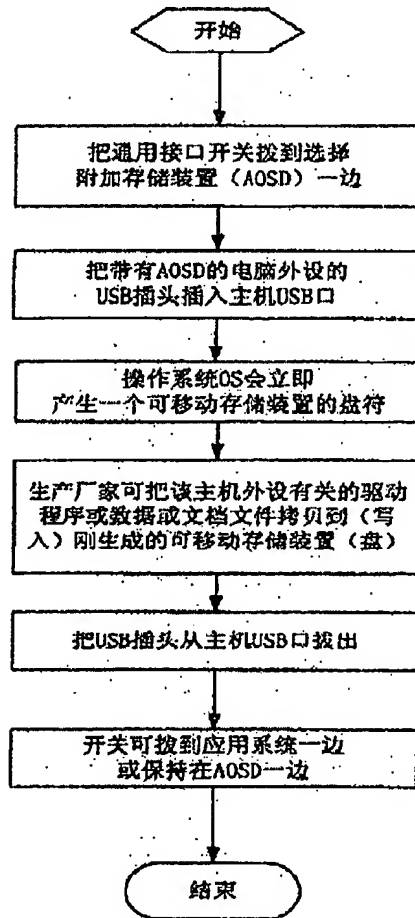 开始
把通用接口开关拨到选择
附加存储装置（AOSD）一边
把带有AOSD的电脑外设的
USB插头插入主机USB口
操作系统OS会立即
产生一个可移动存储装置的盘符
生产厂家可把该主机外设有关的驱动
程序或数据或文档文件拷贝到（写
入）刚生成的可移动存储装置（盘）
把USB插头从主机USB口拨出
开关可拨到应用系统一边
或保持在AOSD一边
结束